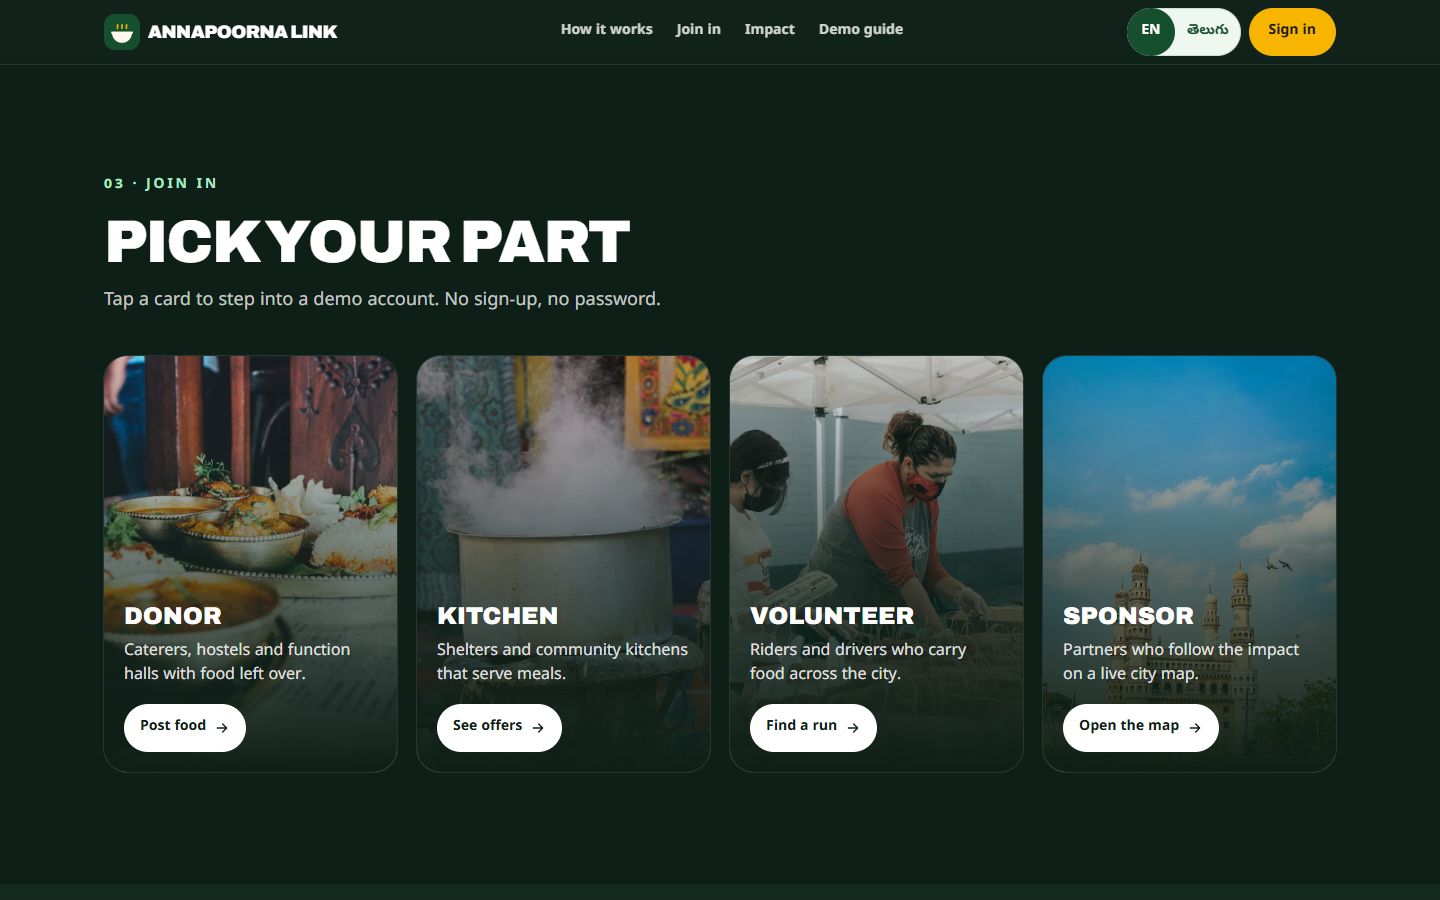 ANNAPOORNA LINK
How it works
Join in
Impact
Demo guide
EN
తెలుగు
Sign in
03 · JOIN IN
PICK YOUR PART
Tap a card to step into a demo account. No sign-up, no password.
DONOR
Caterers, hostels and function
halls with food left over.
Post food →
KITCHEN
Shelters and community kitchens
that serve meals.
See offers →
VOLUNTEER
Riders and drivers who carry
food across the city.
Find a run →
SPONSOR
Partners who follow the impact
on a live city map.
Open the map →